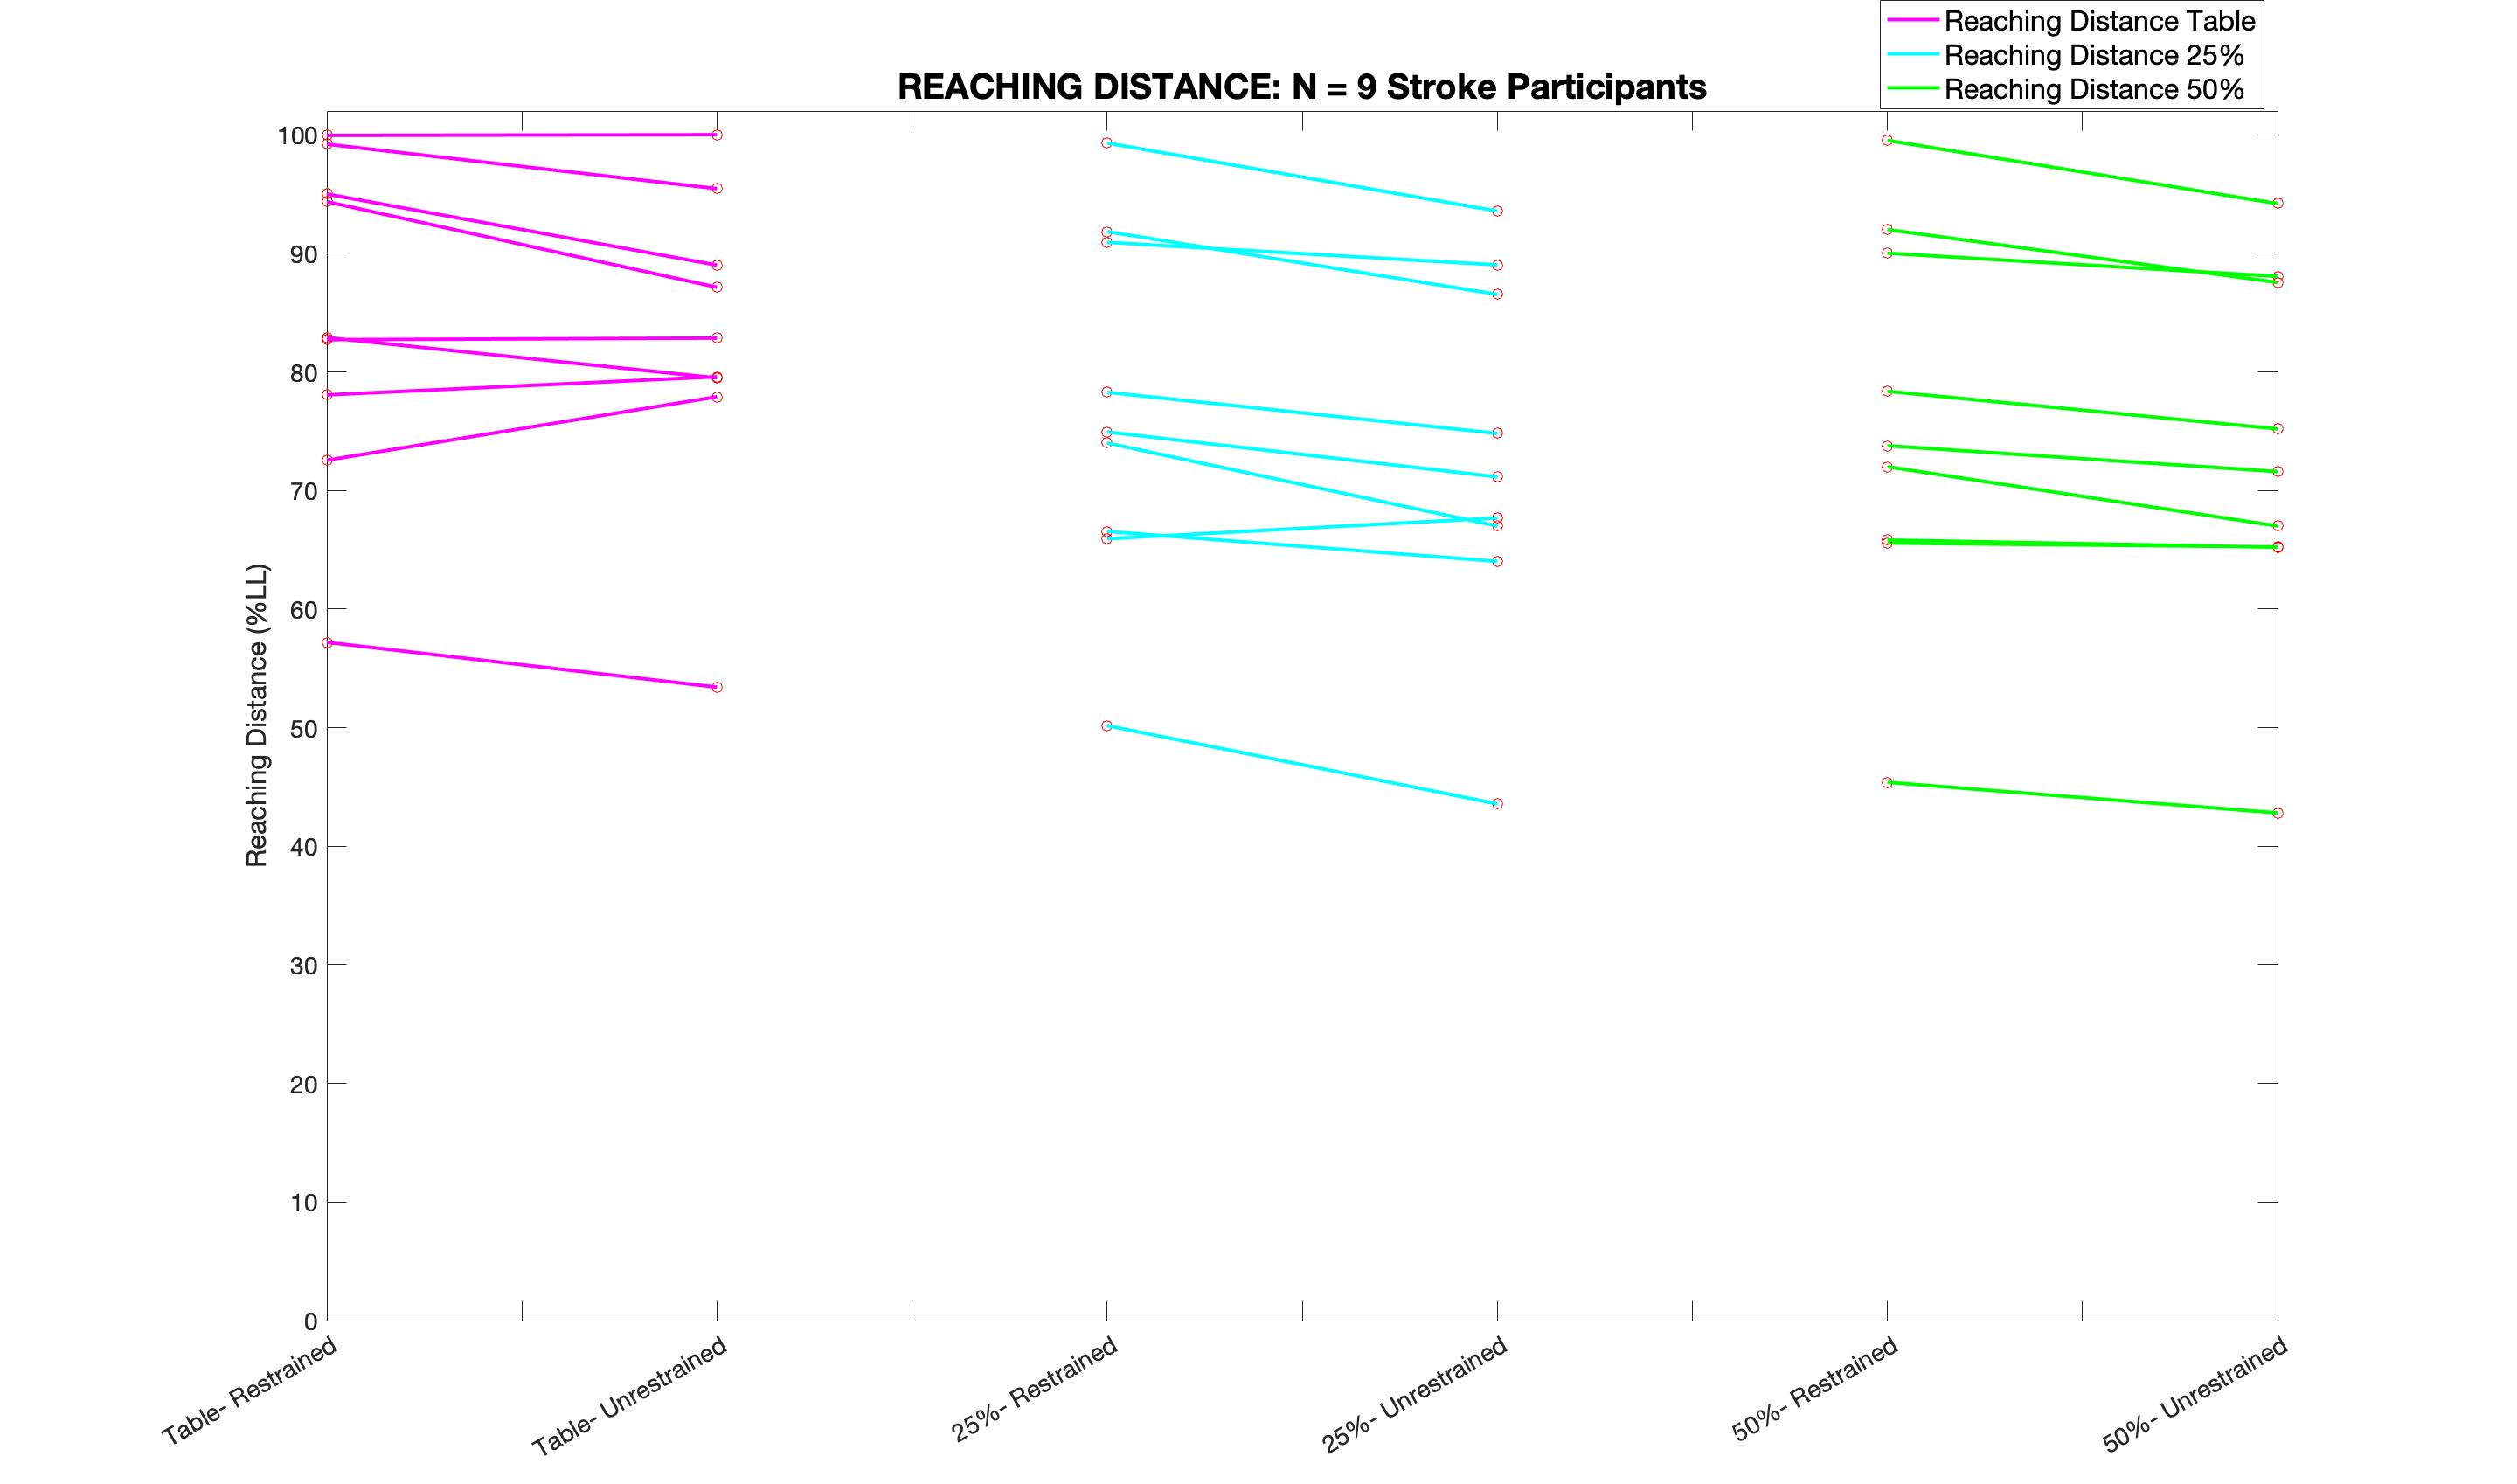 Reaching Distance Table
Reaching Distance 25%
Reaching Distance 50%
REACHING DISTANCE: N = 9 Stroke Participants
Reaching Distance (%LL)
100
90
80
70
60
50
40
30
20
10
0
Table- Restrained
Table- Unrestrained
25%- Restrained
25%- Unrestrained
50%- Restrained
50%- Unrestrained